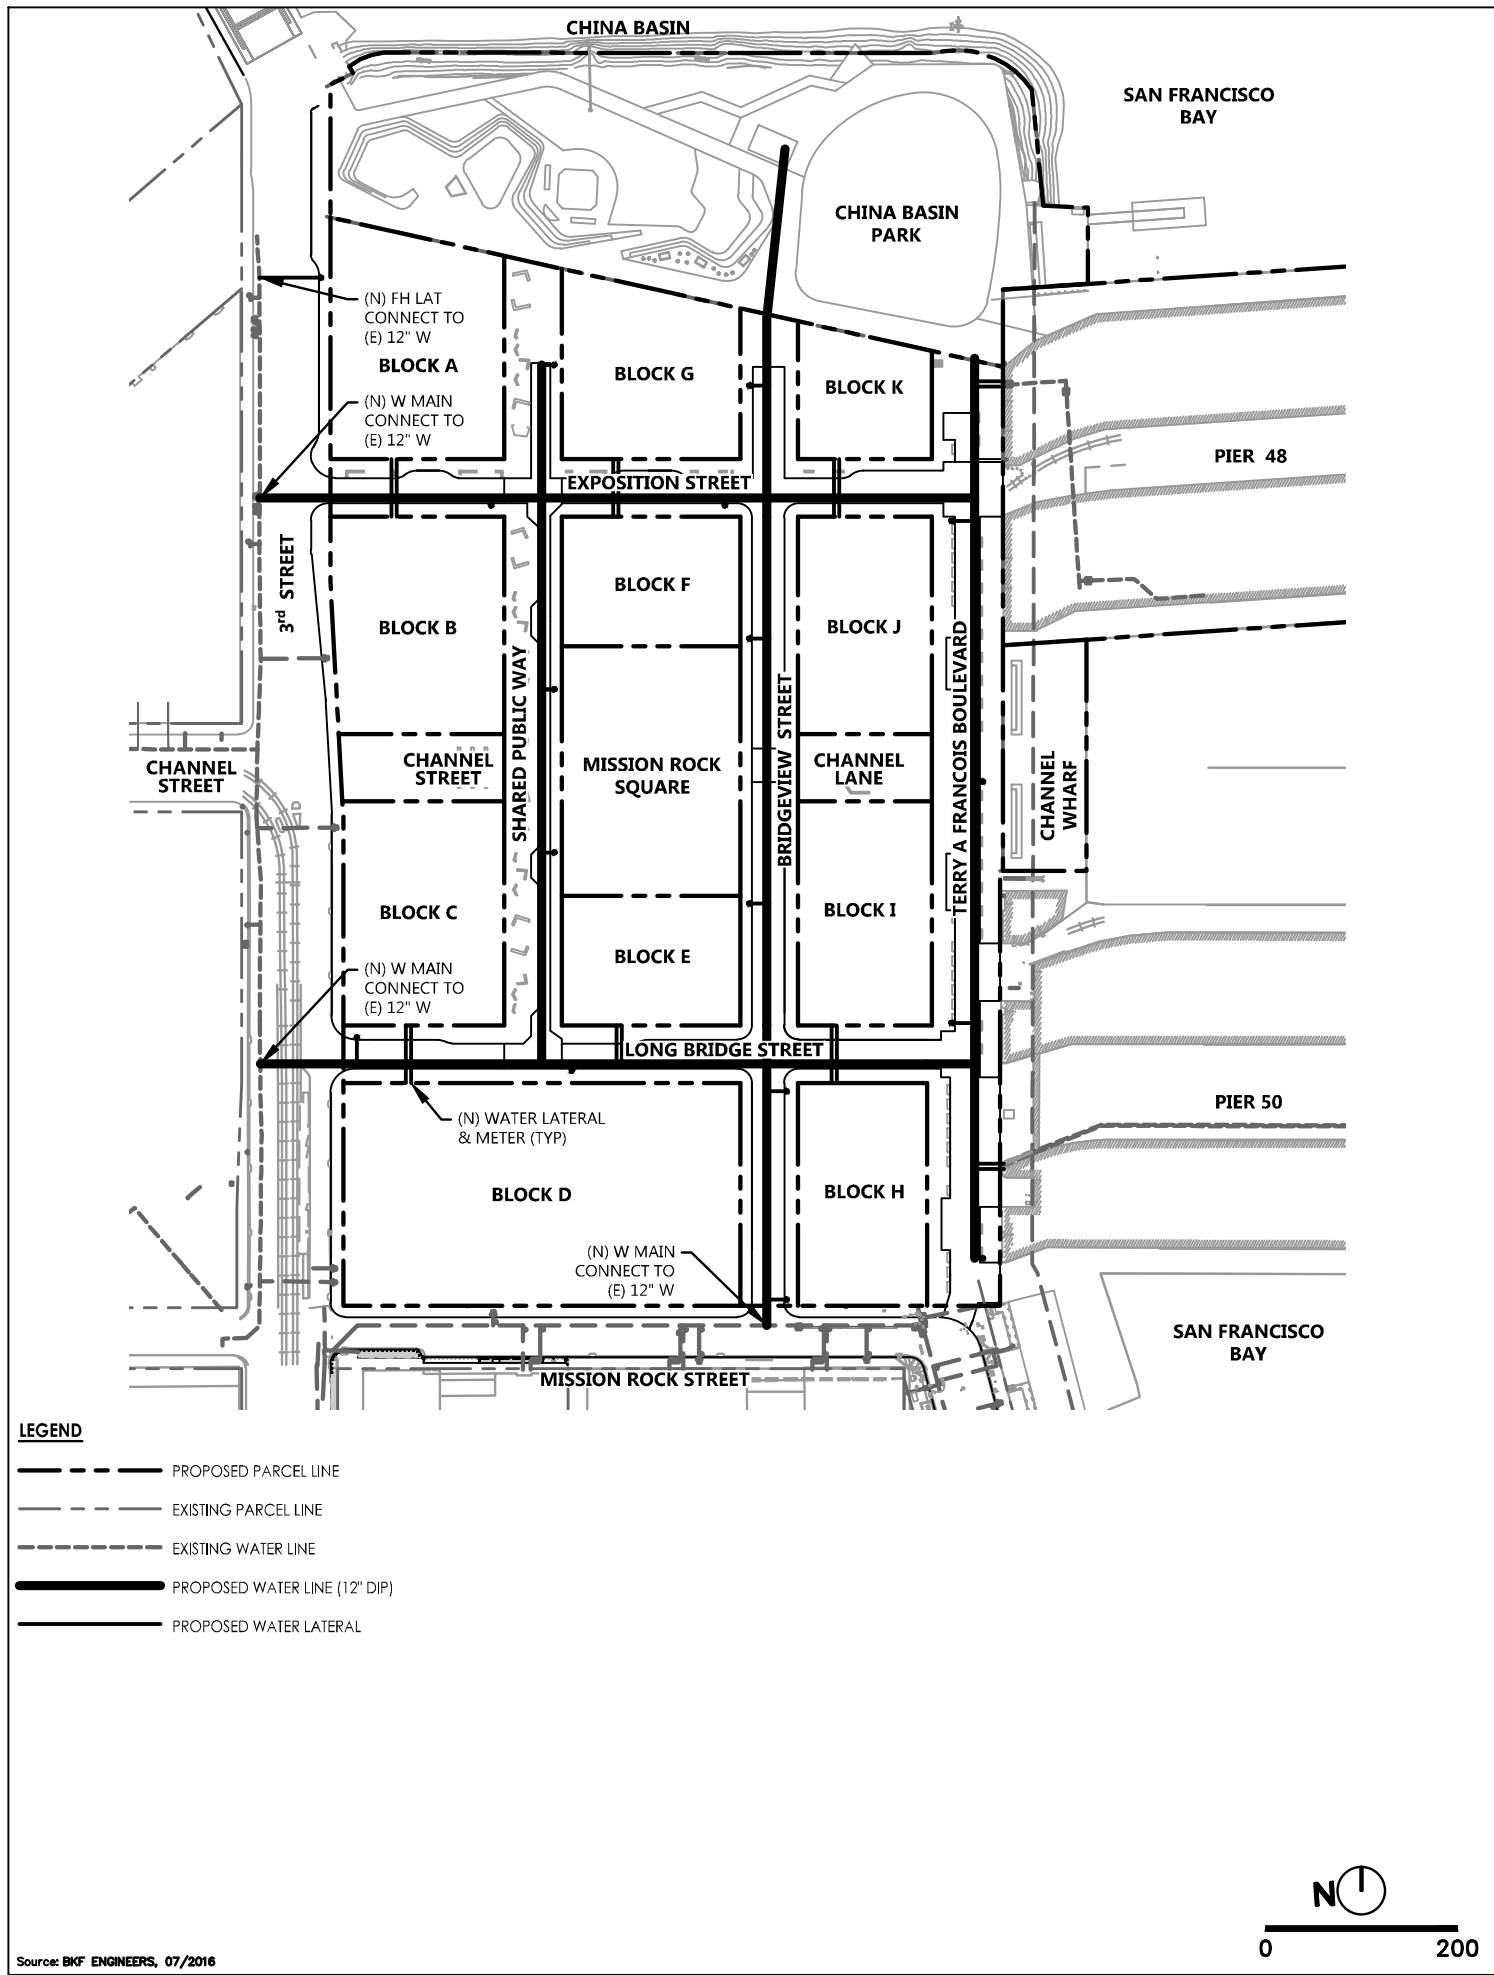 CHINA BASIN
SAN FRANCISCO
BAY
CHINA BASIN
PARK
(N) FH LAT
CONNECT TO
(E) 12" W
BLOCK A
BLOCK G
BLOCK K
(N) W MAIN
CONNECT TO
(E) 12" W
PIER 48
EXPOSITION STREET
3rd STREET
BLOCK F
BLOCK B
BLOCK J
SHARED PUBLIC WAY
BRIDGEVIEW STREET
TERRY A FRANCOIS BOULEVARD
CHANNEL
STREET
CHANNEL
STREET
MISSION ROCK
SQUARE
CHANNEL
LANE
CHANNEL
WHARF
BLOCK C
BLOCK I
BLOCK E
(N) W MAIN
CONNECT TO
(E) 12" W
LONG BRIDGE STREET
(N) WATER LATERAL
& METER (TYP)
PIER 50
BLOCK D
BLOCK H
(N) W MAIN
CONNECT TO
(E) 12" W
SAN FRANCISCO
BAY
MISSION ROCK STREET
LEGEND
PROPOSED PARCEL LINE
EXISTING PARCEL LINE
EXISTING WATER LINE
PROPOSED WATER LINE (12" DIP)
PROPOSED WATER LATERAL
N
0 200
Source: BKF ENGINEERS, 07/2016